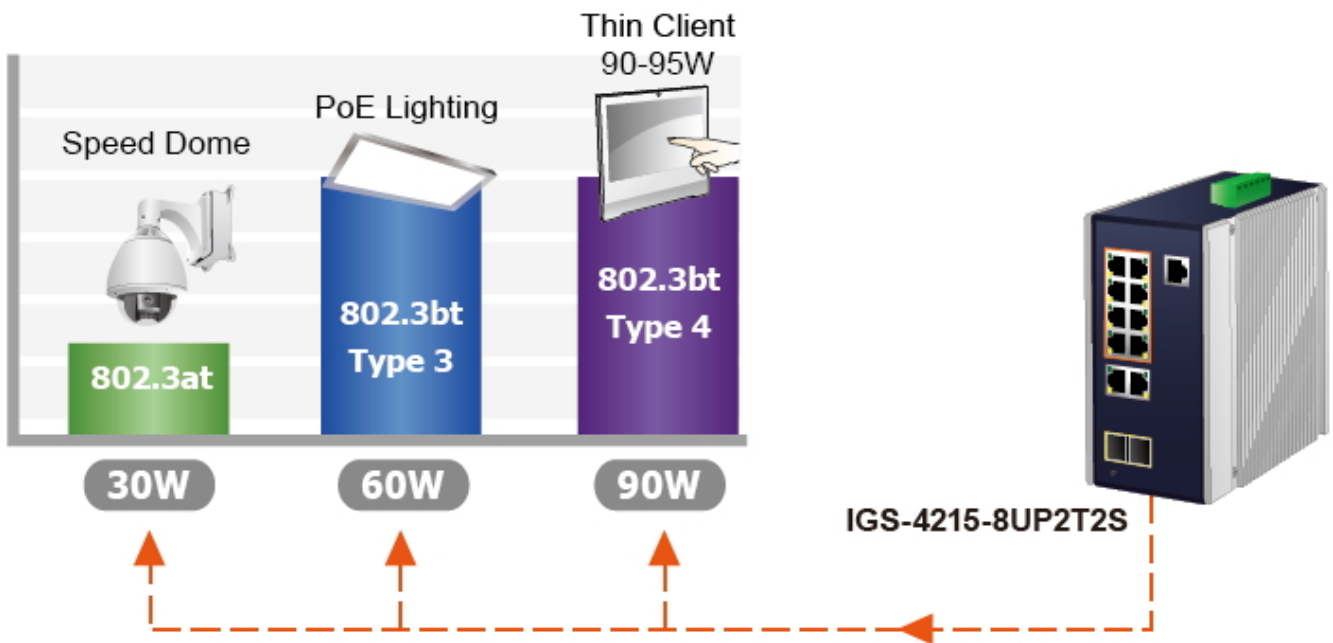 Thin Client
90-95W
PoE Lighting
Speed Dome
802.3at
802.3bt
Type 3
802.3bt
Type 4
30W
60W
90W
IGS-4215-8UP2T2S